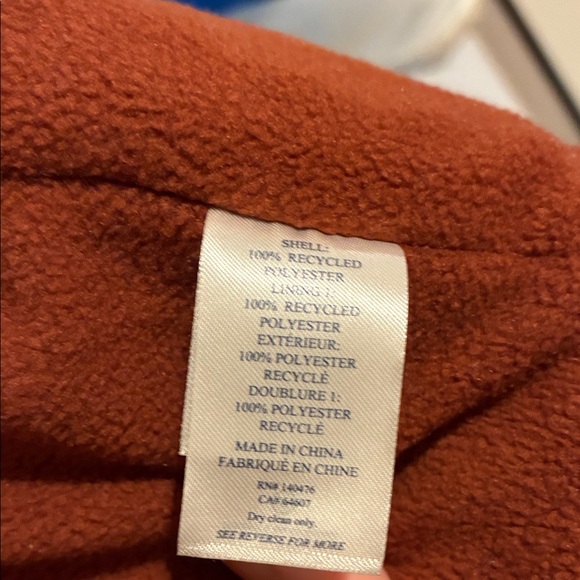 SHELL:
100% RECYCLED
POLYESTER
LINING 1:
100% RECYCLED
POLYESTER
EXTÉRIEUR:
100% POLYESTER
RECYCLÉ
DOUBLURE 1:
100% POLYESTER
RECYCLÉ
MADE IN CHINA
FABRIQUÉ EN CHINE
RN# 140476
CA# 64607
Dry clean only.
SEE REVERSE FOR MORE